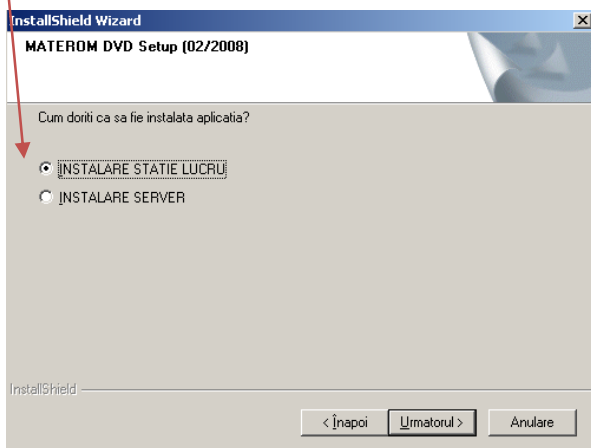 InstallShield Wizard
MATEROM DVD Setup (02/2008)
Cum doriti ca sa fie instalata aplicatia?
INSTALARE STATIE LUCRU
INSTALARE SERVER
InstallShield
< Înapoi
Urmatorul >
Anulare